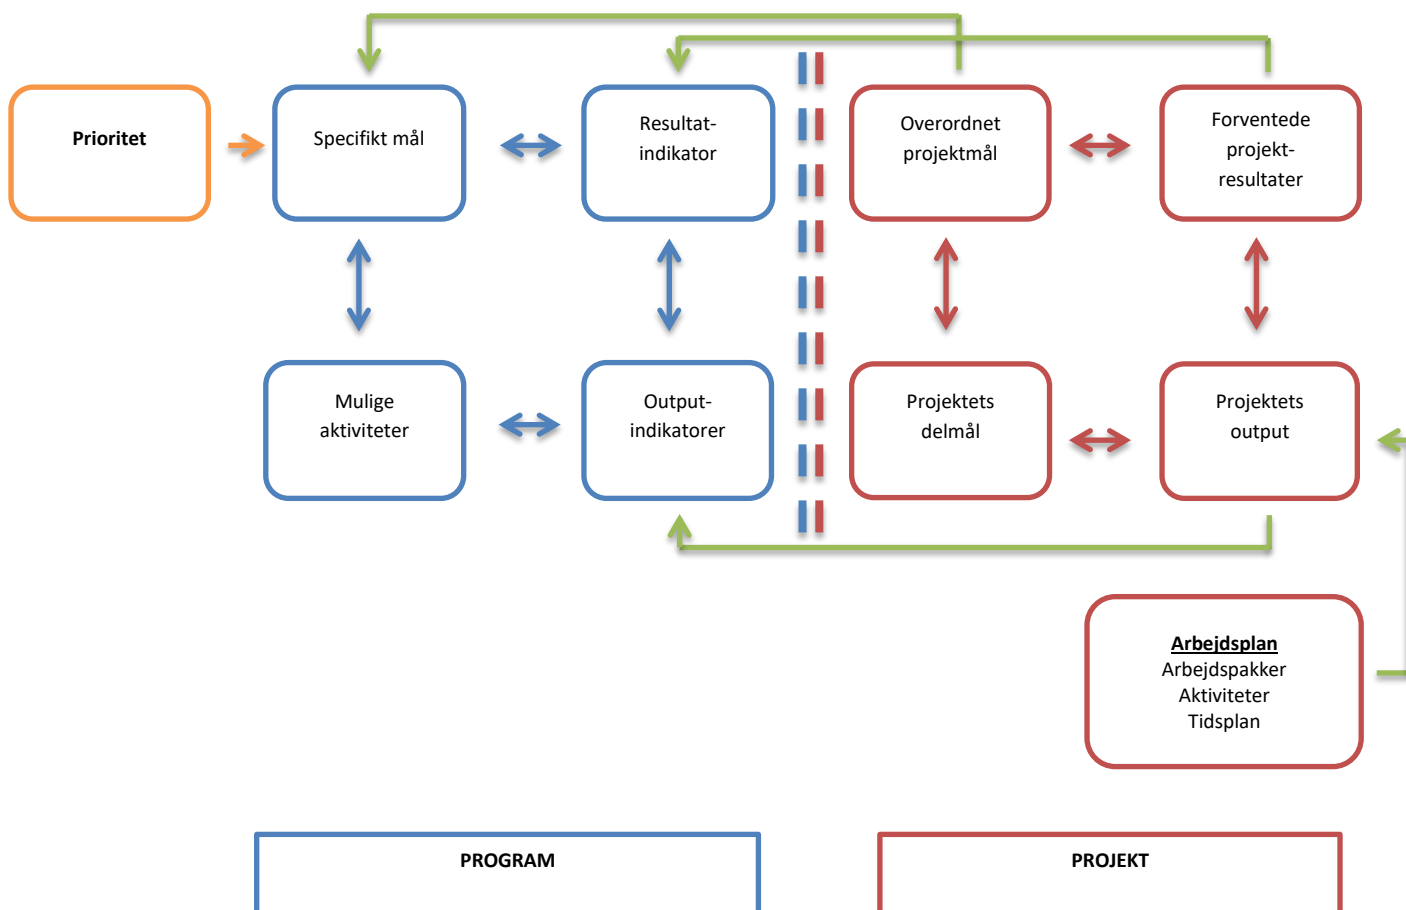 Prioritet
Specifikt mål
Resultat-
indikator
Overordnet
projektmål
Forventede
projekt-
resultater
Mulige
aktiviteter
Output-
indikatorer
Projektets
delmål
Projektets
output
Arbejdsplan
Arbejdspakker
Aktiviteter
Tidsplan
PROGRAM
PROJEKT